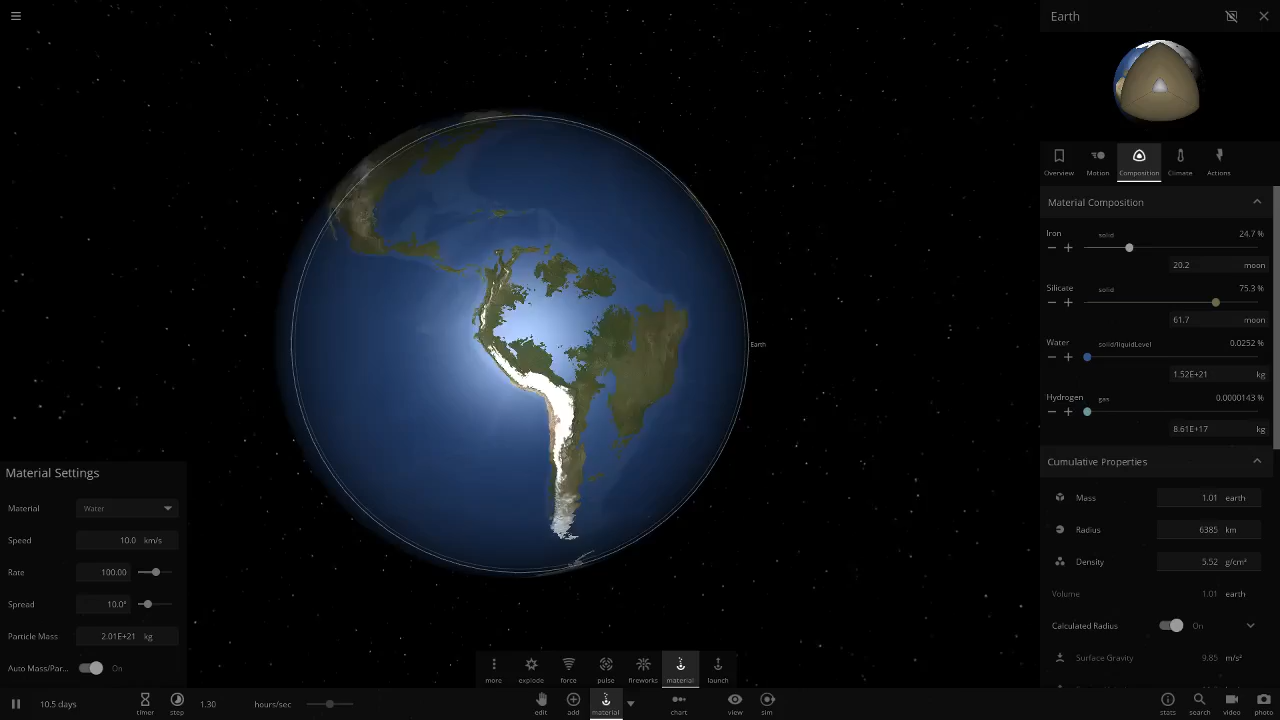 Earth
Overview Motion Composition Climate Actions
Material Composition
Iron solid 24.7 %
20.2 moon
Silicate solid 75.3 %
61.7 moon
Water solid/liquidLevel 0.0252 %
1.52E+21 kg
Hydrogen gas 0.0000143 %
8.61E+17 kg
Cumulative Properties
Mass 1.01 earth
Radius 6385 km
Density 5.52 g/cm³
Volume 1.01 earth
Calculated Radius On
Surface Gravity 9.85 m/s²
Earth
Material Settings
Material Water
Speed 10.0 km/s
Rate 100.00
Spread 10.0°
Particle Mass 2.01E+21 kg
Auto Mass/Par... On
more explode force pulse fireworks material launch
10.5 days timer step 1.30 hours/sec edit add material chart view sim stats search video photo